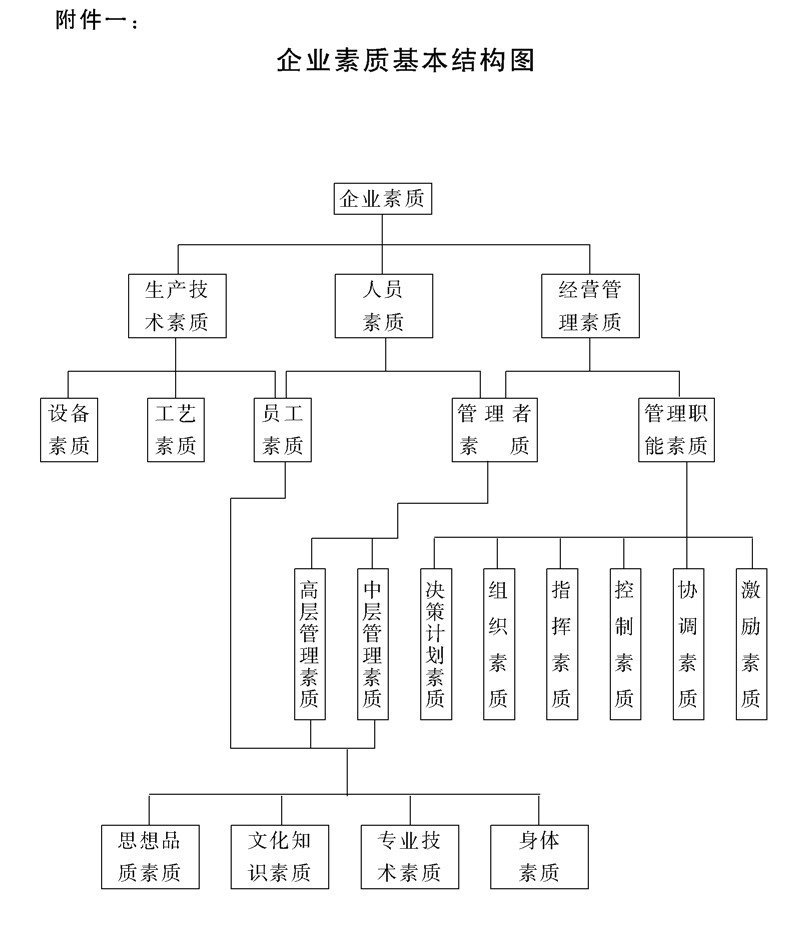 附件一：
企业素质基本结构图
企业素质
生产技
术素质
人员
素质
经营管
理素质
设备
素质
工艺
素质
员工
素质
管理者
素质
管理职
能素质
高层管理素质
中层管理素质
决策计划素质
组织素质
指挥素质
控制素质
协调素质
激励素质
思想品
质素质
文化知
识素质
专业技
术素质
身体
素质